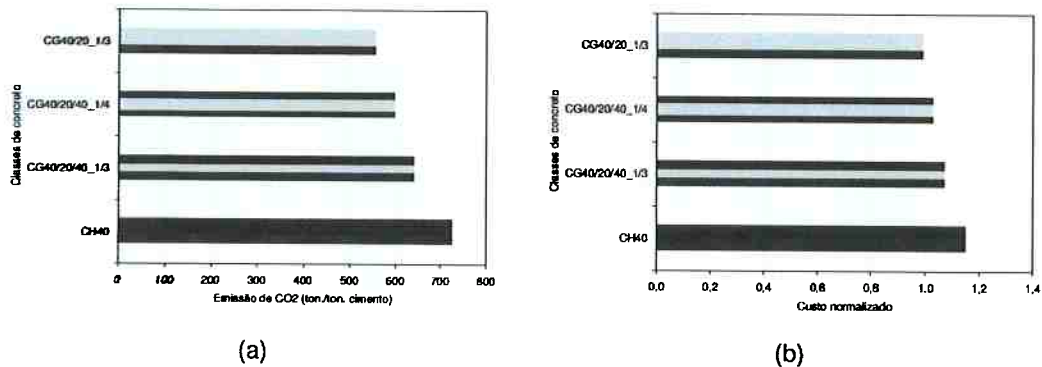 CG40/20_1/3
CG40/20/40_1/4
CG40/20/40_1/3
CH40
Classes de concreto
0 100 200 300 400 500 600 700 800
Emissão de CO2 (ton./ton. cimento)
(a)
CG40/20_1/3
CG40/20/40_1/4
CG40/20/40_1/3
CH40
Classes de concreto
0,0 0,2 0,4 0,6 0,8 1,0 1,2 1,4
Custo normalizado
(b)